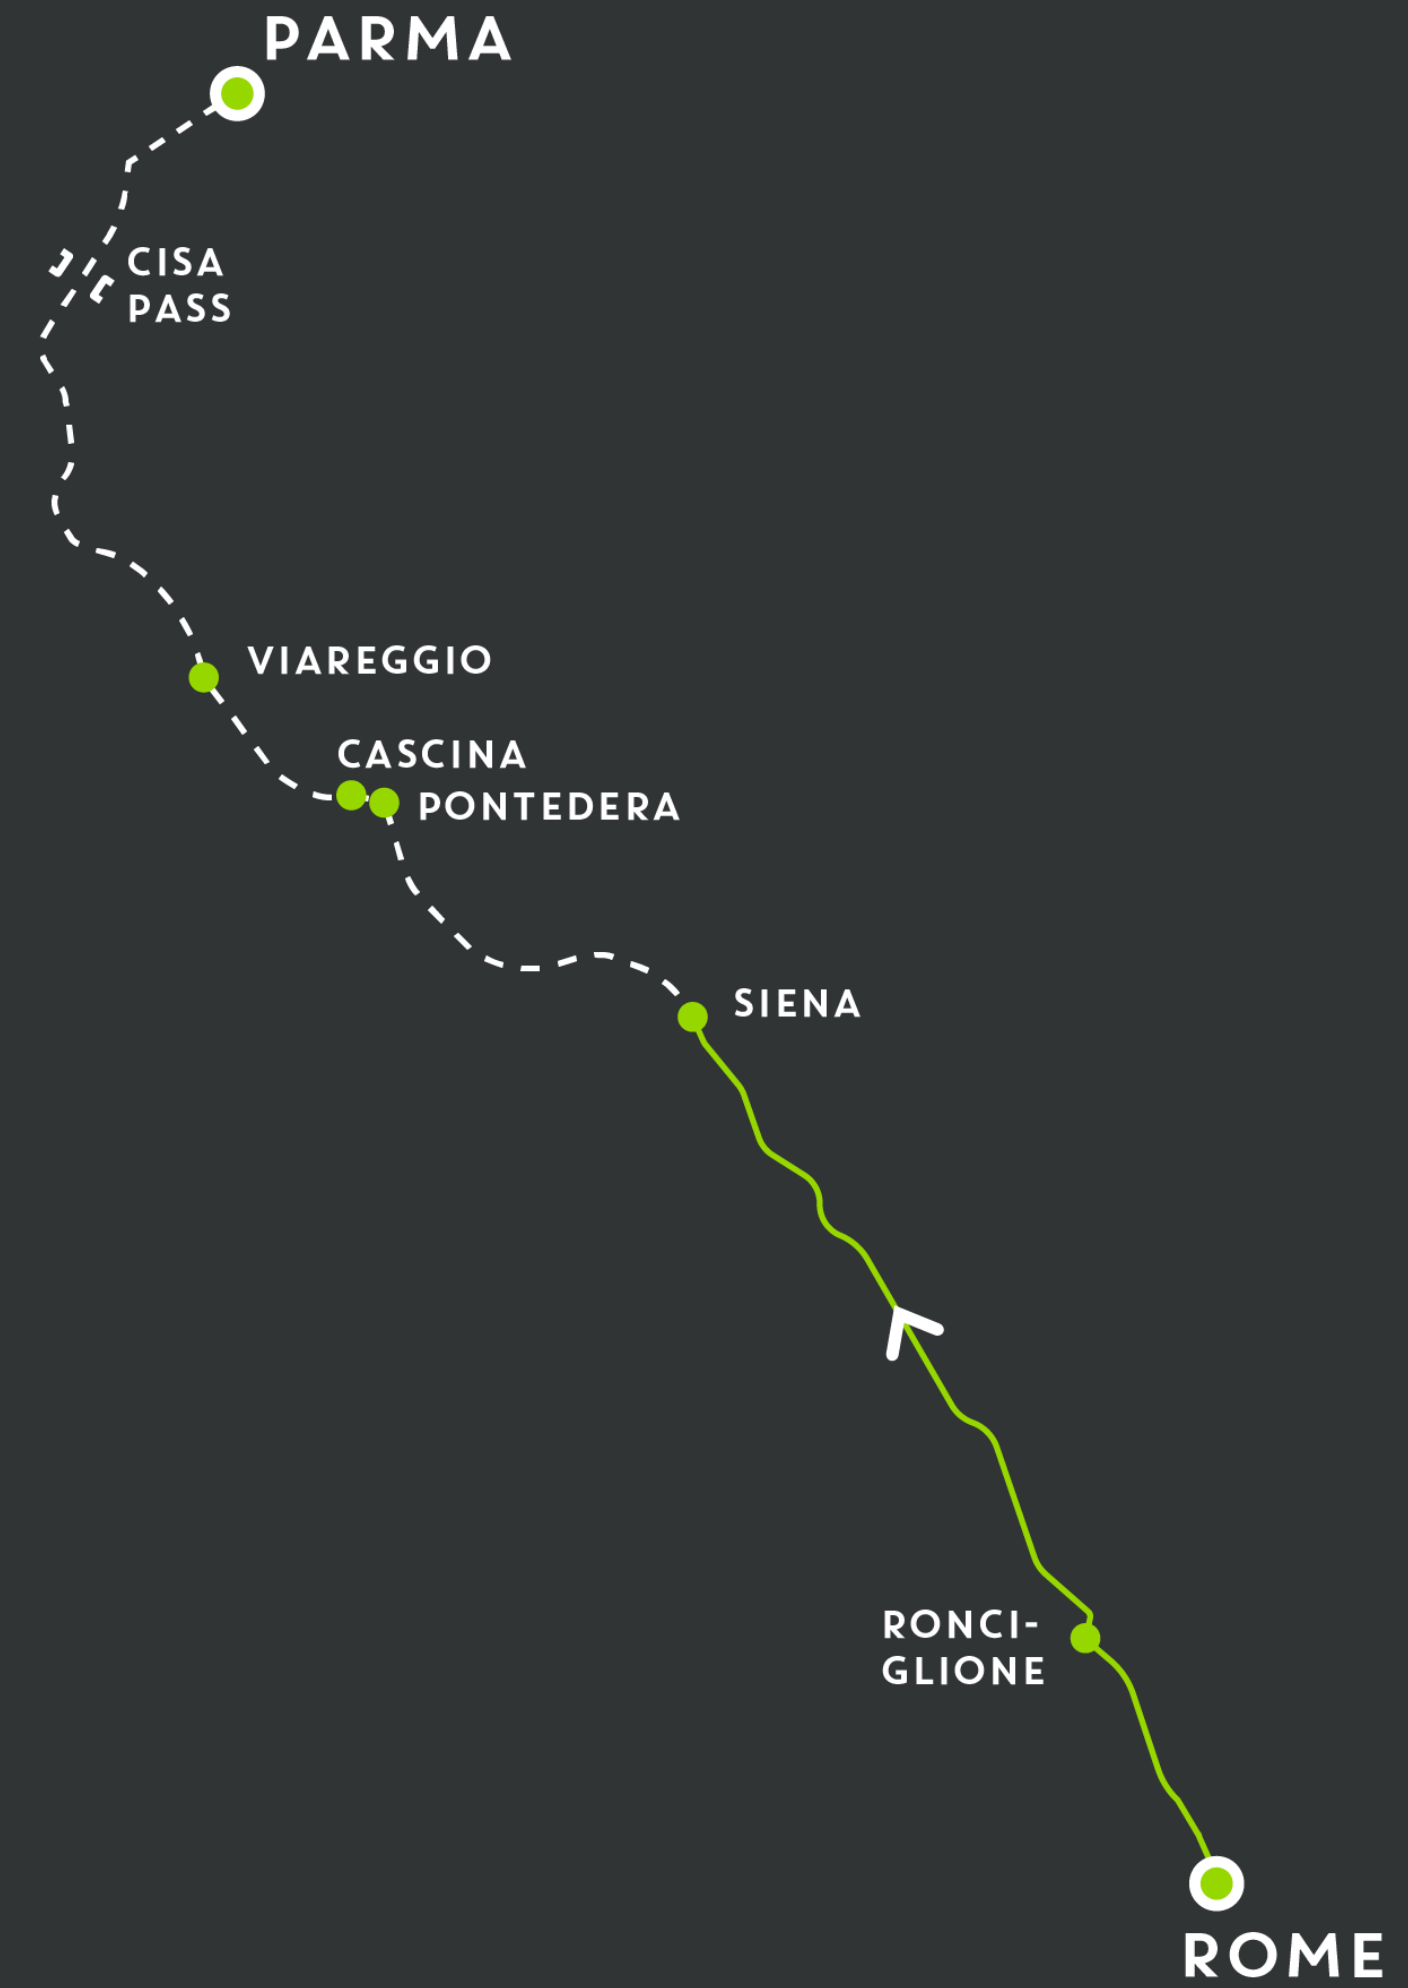 PARMA
CISA
PASS
VIAREGGIO
CASCINA
PONTEDERA
SIENA
RONCI-
GLIONE
ROME